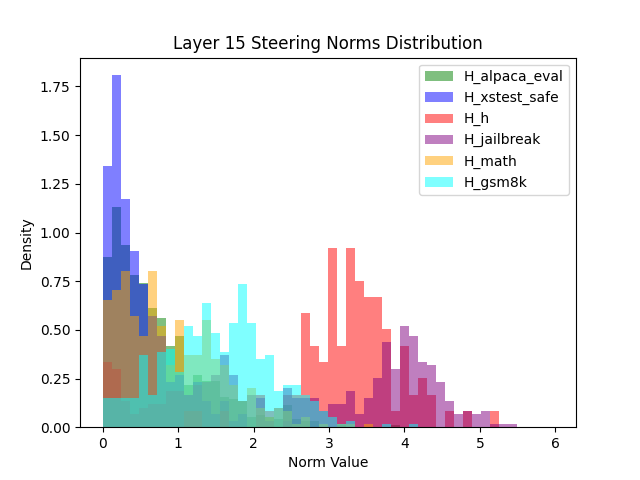 Layer 15 Steering Norms Distribution
H_alpaca_eval
H_xstest_safe
H_h
H_jailbreak
H_math
H_gsm8k
Density
1.75
1.50
1.25
1.00
0.75
0.50
0.25
0.00
0 1 2 3 4 5 6
Norm Value